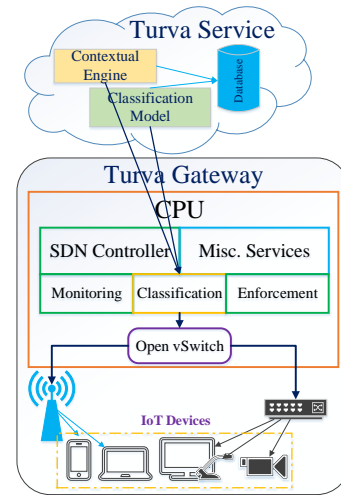 Turva Service
Contextual
Engine
Classification
Model
Database
Turva Gateway
CPU
SDN Controller
Misc. Services
Monitoring
Classification
Enforcement
Open vSwitch
IoT Devices